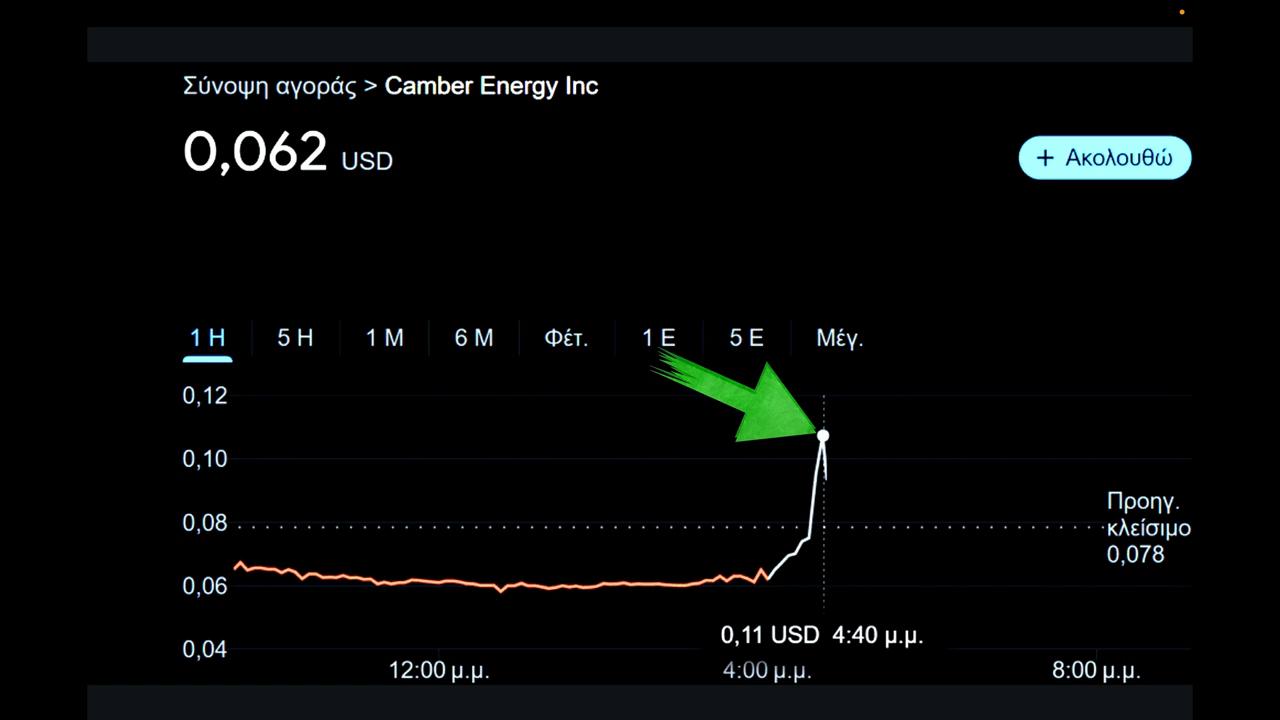 Σύνοψη αγοράς > Camber Energy Inc
0,062 USD
+ Ακολουθώ
1 Η 5 Η 1 Μ 6 Μ Φέτ. 1 Ε 5 Ε Μέγ.
0,12
0,10
0,08
0,06
0,04
Προηγ.
κλείσιμο
0,078
0,11 USD 4:40 μ.μ.
12:00 μ.μ. 4:00 μ.μ. 8:00 μ.μ.